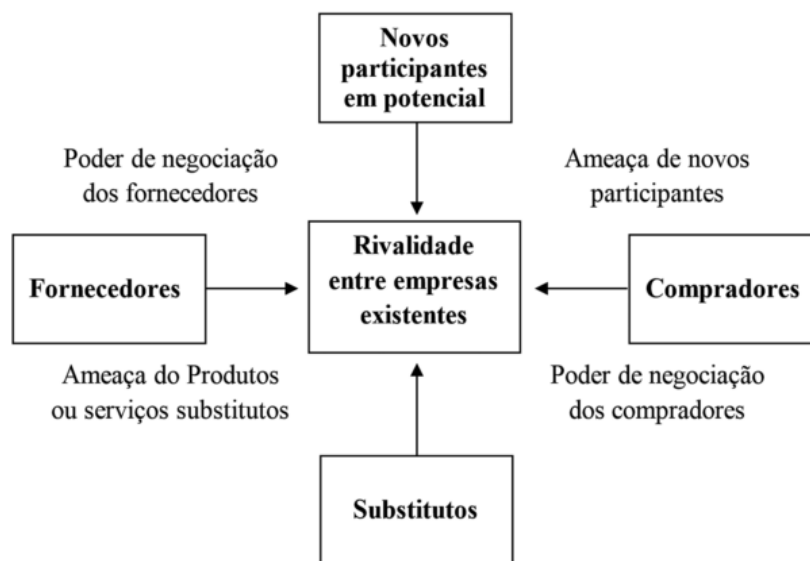 Novos
participantes
em potencial
Poder de negociação
dos fornecedores
Ameaça de novos
participantes
Fornecedores
Rivalidade
entre empresas
existentes
Compradores
Ameaça do Produtos
ou serviços substitutos
Poder de negociação
dos compradores
Substitutos